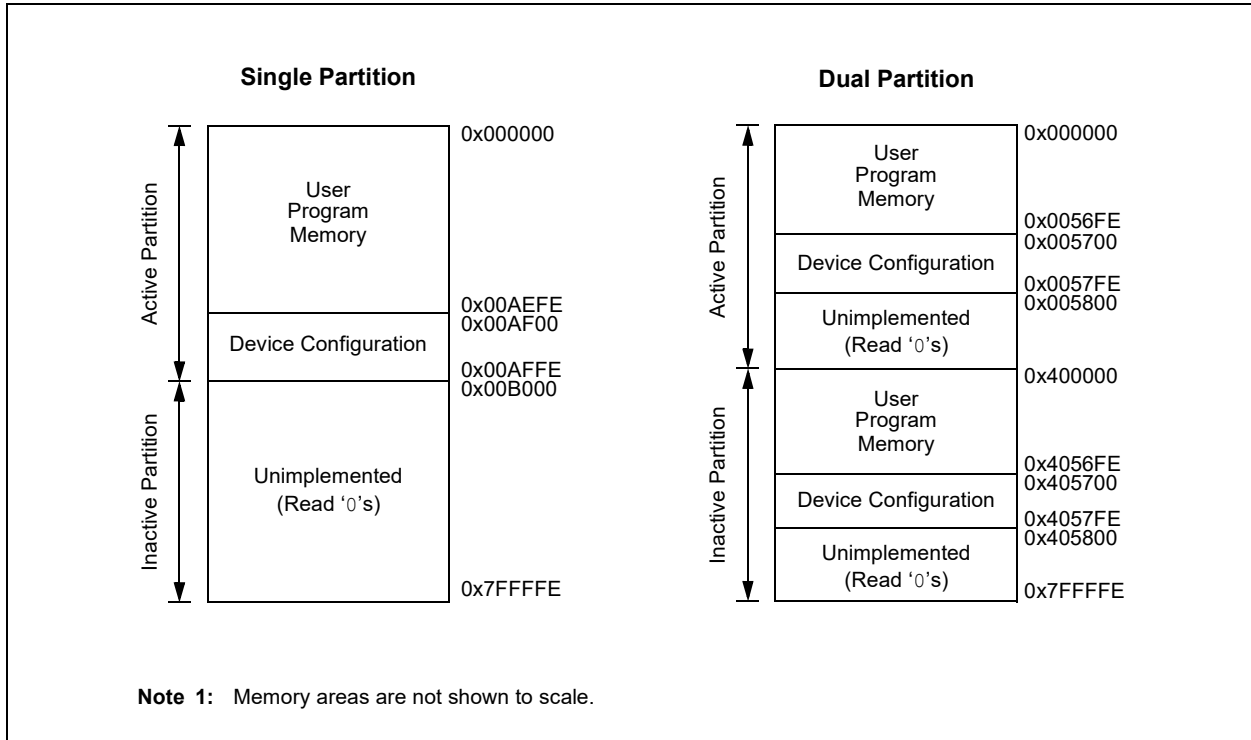 Single Partition
Active Partition
Inactive Partition
User
Program
Memory
0x000000
0x00AEFE
0x00AF00
Device Configuration
0x00AFFE
0x00B000
Unimplemented
(Read ‘0’s)
0x7FFFFE
Dual Partition
Active Partition
Inactive Partition
User
Program
Memory
0x000000
0x0056FE
0x005700
Device Configuration
0x0057FE
0x005800
Unimplemented
(Read ‘0’s)
0x400000
User
Program
Memory
0x4056FE
0x405700
Device Configuration
0x4057FE
0x405800
Unimplemented
(Read ‘0’s)
0x7FFFFE
Note 1: Memory areas are not shown to scale.